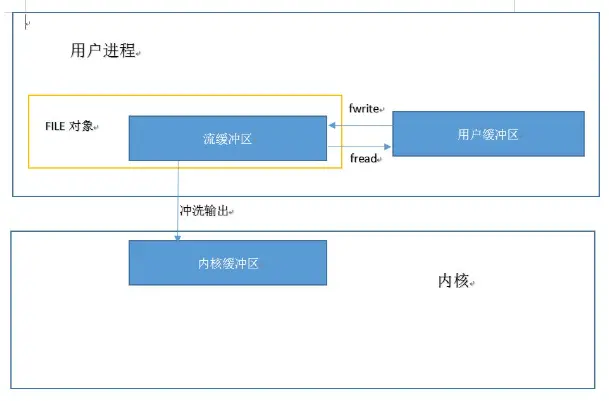 用户进程
fwrite
FILE 对象
流缓冲区
用户缓冲区
fread
冲洗输出
内核缓冲区
内核